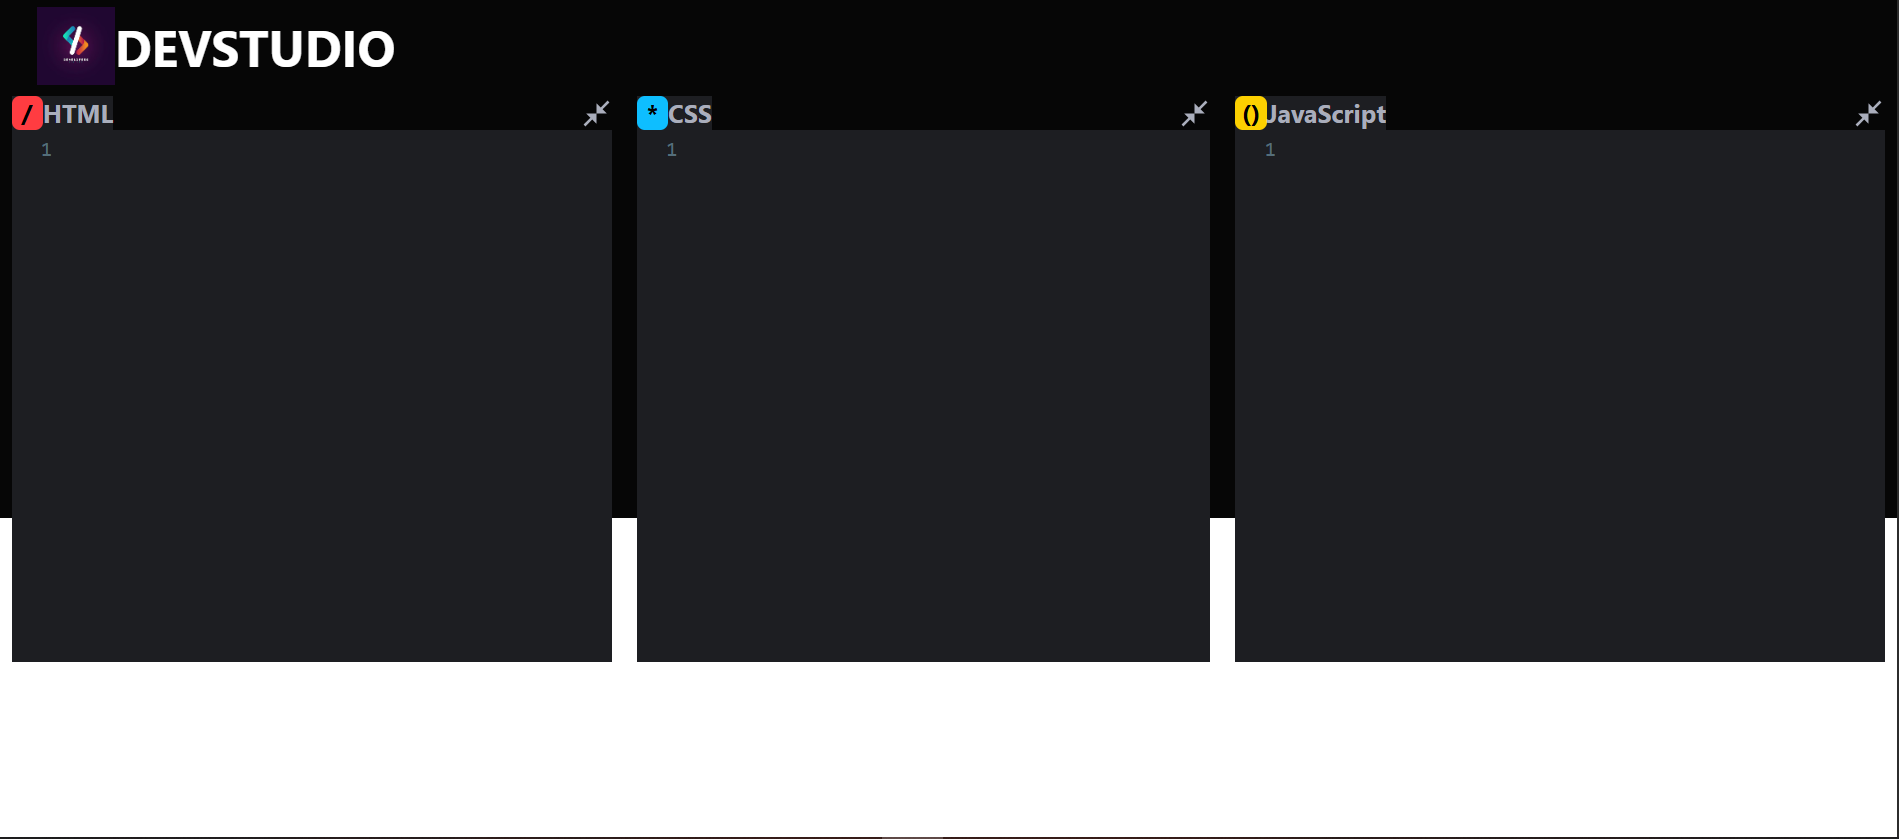 DEVSTUDIO
/ HTML
* CSS
() JavaScript
1
1
1